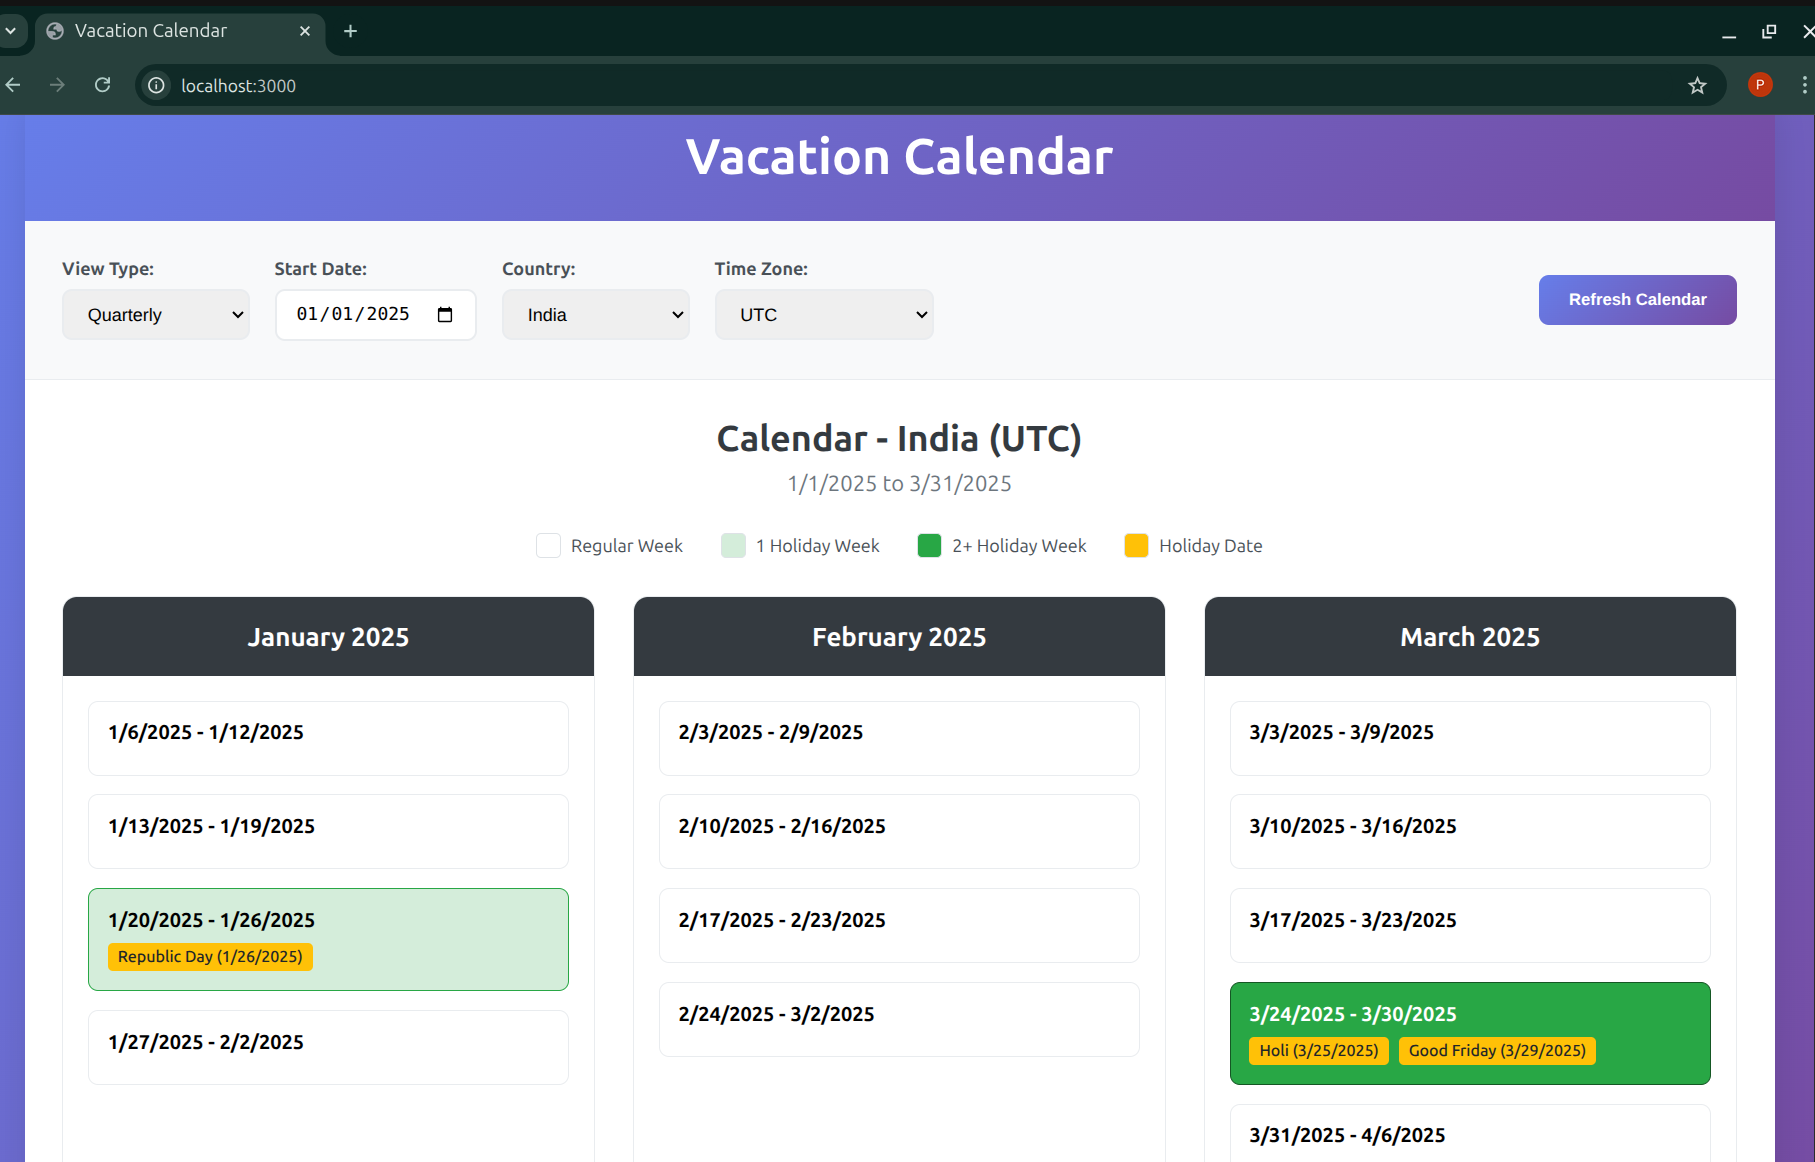 Vacation Calendar
localhost:3000
P
Vacation Calendar
View Type:
Quarterly
Start Date:
01/01/2025
Country:
India
Time Zone:
UTC
Refresh Calendar
Calendar - India (UTC)
1/1/2025 to 3/31/2025
Regular Week
1 Holiday Week
2+ Holiday Week
Holiday Date
January 2025
1/6/2025 - 1/12/2025
1/13/2025 - 1/19/2025
1/20/2025 - 1/26/2025
Republic Day (1/26/2025)
1/27/2025 - 2/2/2025
February 2025
2/3/2025 - 2/9/2025
2/10/2025 - 2/16/2025
2/17/2025 - 2/23/2025
2/24/2025 - 3/2/2025
March 2025
3/3/2025 - 3/9/2025
3/10/2025 - 3/16/2025
3/17/2025 - 3/23/2025
3/24/2025 - 3/30/2025
Holi (3/25/2025) Good Friday (3/29/2025)
3/31/2025 - 4/6/2025